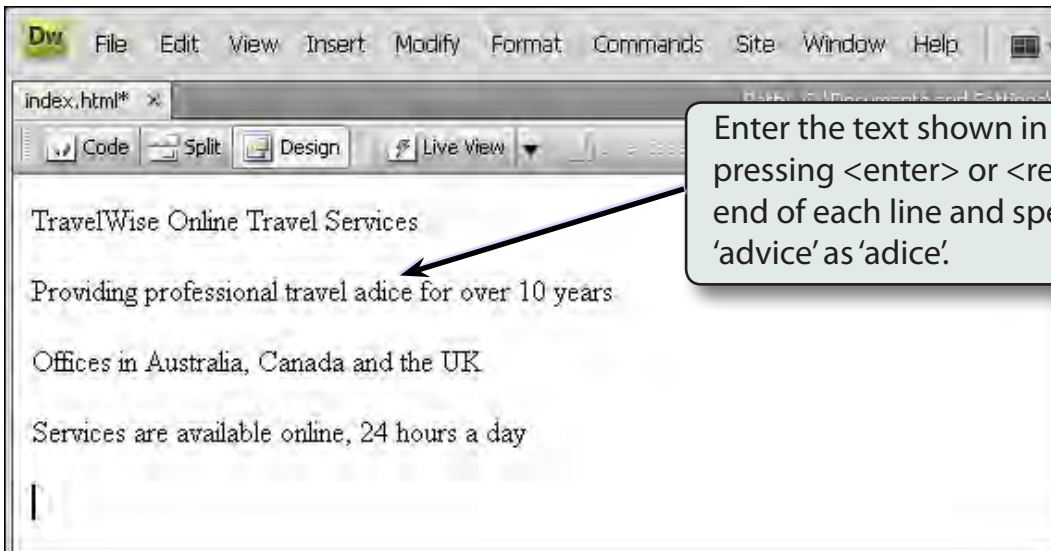 Dw File Edit View Insert Modify Format Commands Site Window Help
index.html* ×
Code Split Design Live View
Enter the text shown in
pressing <enter> or <re
end of each line and spe
'advice' as 'adice'.
TravelWise Online Travel Services
Providing professional travel adice for over 10 years
Offices in Australia, Canada and the UK
Services are available online, 24 hours a day